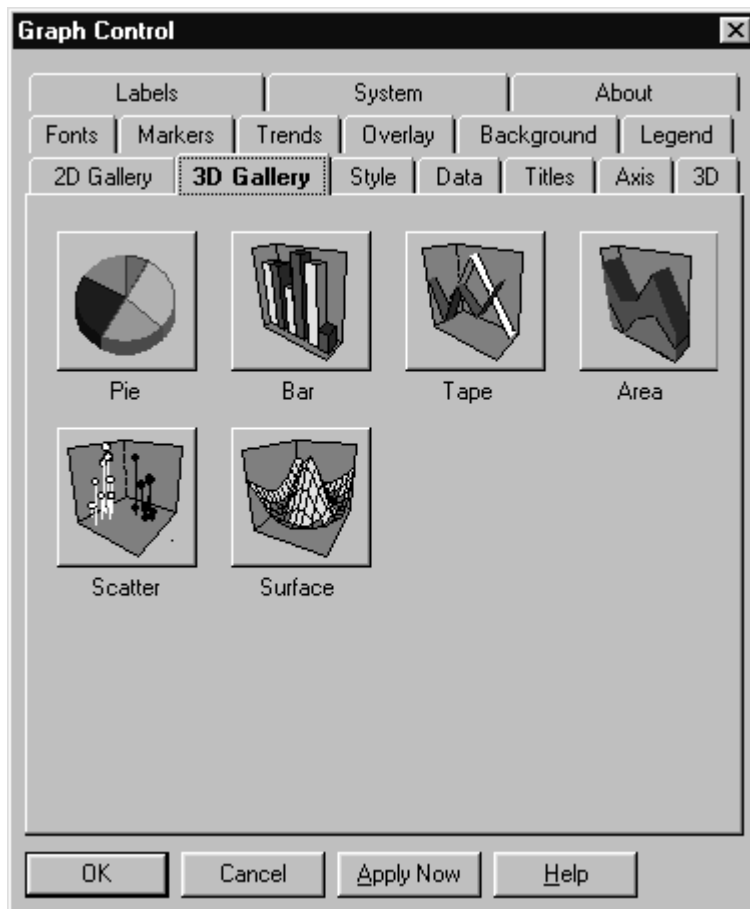 Graph Control
Labels System About
Fonts Markers Trends Overlay Background Legend
2D Gallery 3D Gallery Style Data Titles Axis 3D
Pie Bar Tape Area
Scatter Surface
OK Cancel Apply Now Help